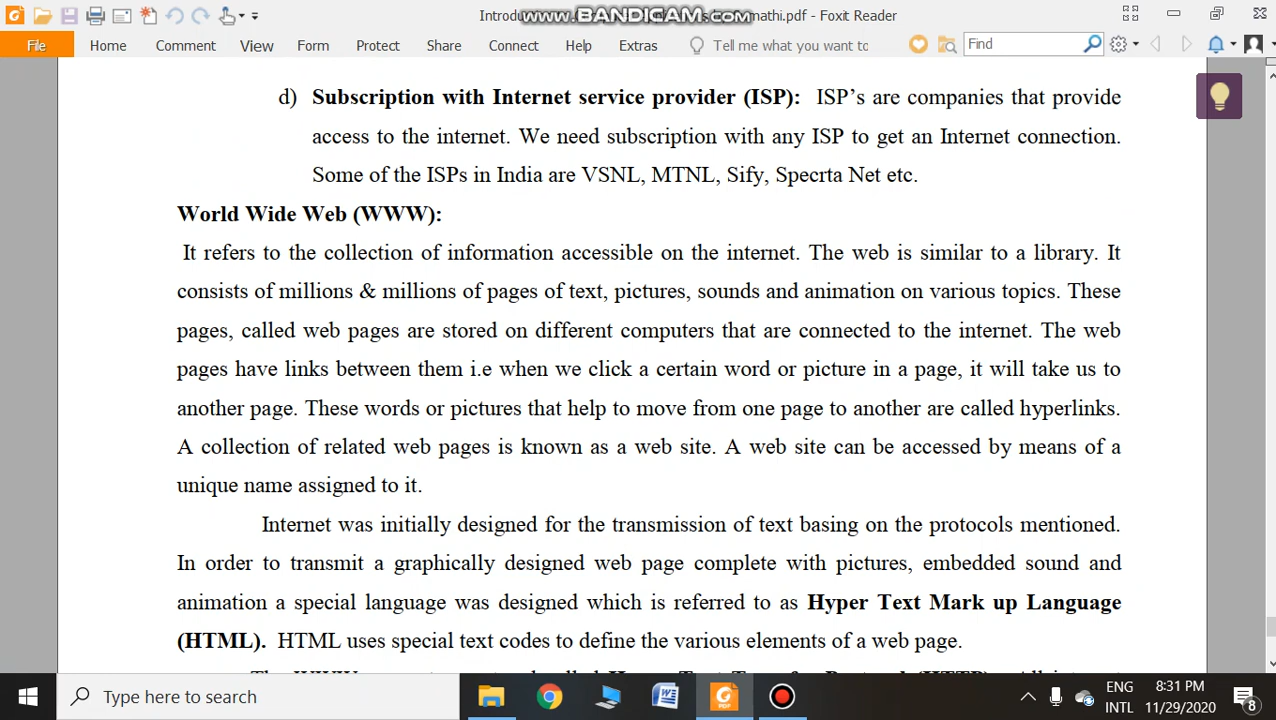 Introdu
www.BANDICAM.com
mathi.pdf - Foxit Reader
File Home Comment View Form Protect Share Connect Help Extras Tell me what you want to Find
d) Subscription with Internet service provider (ISP): ISP's are companies that provide
access to the internet. We need subscription with any ISP to get an Internet connection.
Some of the ISPs in India are VSNL, MTNL, Sify, Specrta Net etc.
World Wide Web (WWW):
It refers to the collection of information accessible on the internet. The web is similar to a library. It
consists of millions & millions of pages of text, pictures, sounds and animation on various topics. These
pages, called web pages are stored on different computers that are connected to the internet. The web
pages have links between them i.e when we click a certain word or picture in a page, it will take us to
another page. These words or pictures that help to move from one page to another are called hyperlinks.
A collection of related web pages is known as a web site. A web site can be accessed by means of a
unique name assigned to it.
Internet was initially designed for the transmission of text basing on the protocols mentioned.
In order to transmit a graphically designed web page complete with pictures, embedded sound and
animation a special language was designed which is referred to as Hyper Text Mark up Language
(HTML). HTML uses special text codes to define the various elements of a web page.
Type here to search
ENG 8:31 PM
INTL 11/29/2020 8